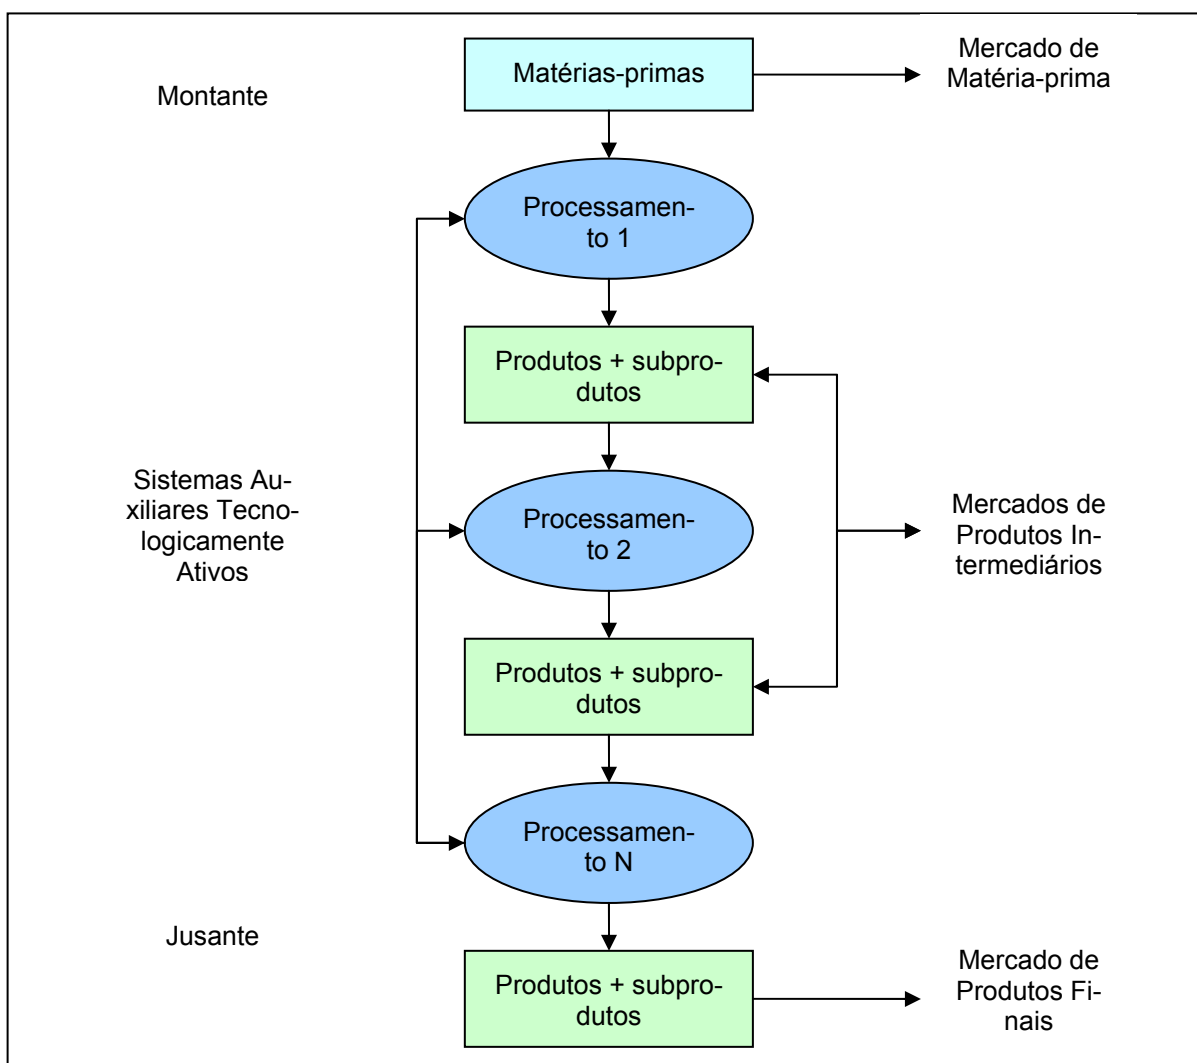 Matérias-primas
Mercado de
Matéria-prima
Montante
Processamen-
to 1
Produtos + subpro-
dutos
Sistemas Au-
xiliares Tecno-
logicamente
Ativos
Processamen-
to 2
Mercados de
Produtos In-
termediários
Produtos + subpro-
dutos
Processamen-
to N
Jusante
Produtos + subpro-
dutos
Mercado de
Produtos Fi-
nais